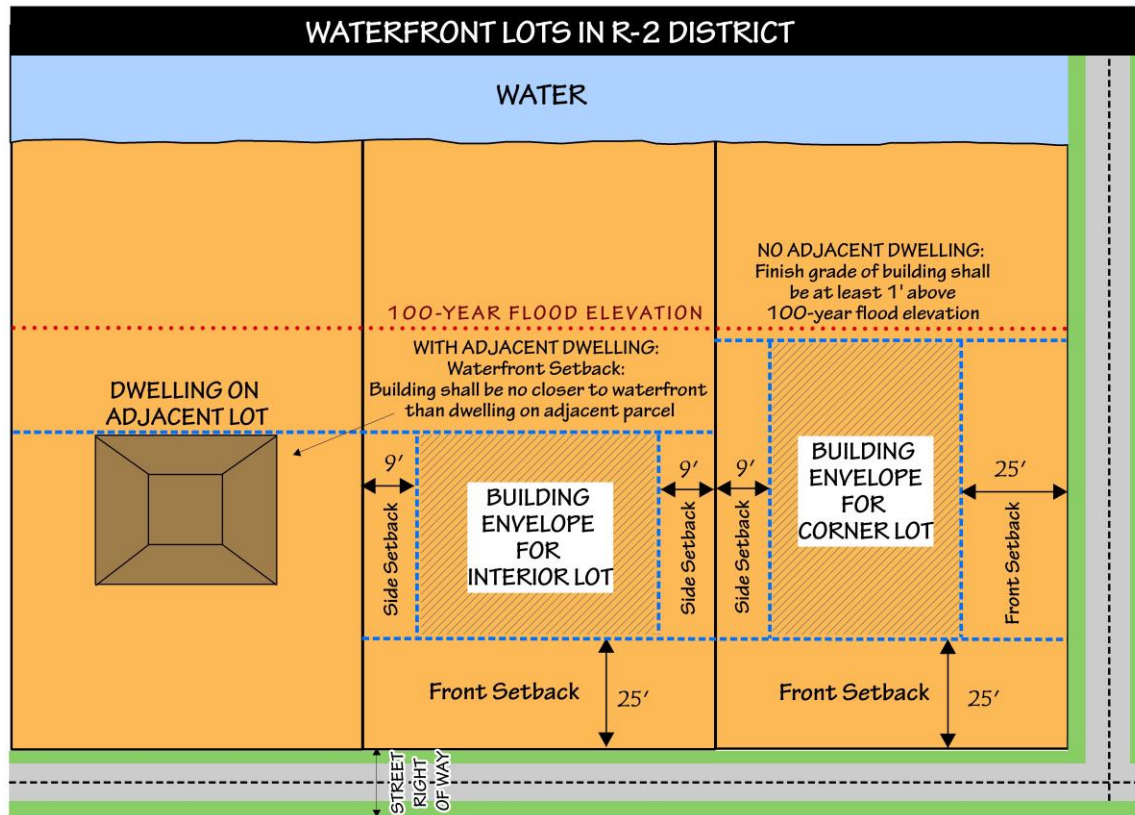 WATERFRONT LOTS IN R-2 DISTRICT
WATER
NO ADJACENT DWELLING:
Finish grade of building shall
be at least 1' above
100-year flood elevation
100-YEAR FLOOD ELEVATION
WITH ADJACENT DWELLING:
Waterfront Setback:
Building shall be no closer to waterfront
than dwelling on adjacent parcel
DWELLING ON
ADJACENT LOT
9'
Side Setback
BUILDING
ENVELOPE
FOR
INTERIOR LOT
9'
Side Setback
9'
Side Setback
BUILDING
ENVELOPE
FOR
CORNER LOT
25'
Front Setback
Front Setback
25'
Front Setback
25'
STREET
RIGHT
OF WAY